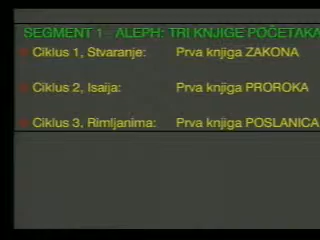 SEGMENT 1 - ALEPH: TRI KNJIGE POČETAKA
Ciklus 1, Stvaranje: Prva knjiga ZAKONA
Ciklus 2, Isaija: Prva knjiga PROROKA
Ciklus 3, Rimljanima: Prva knjiga POSLANICA